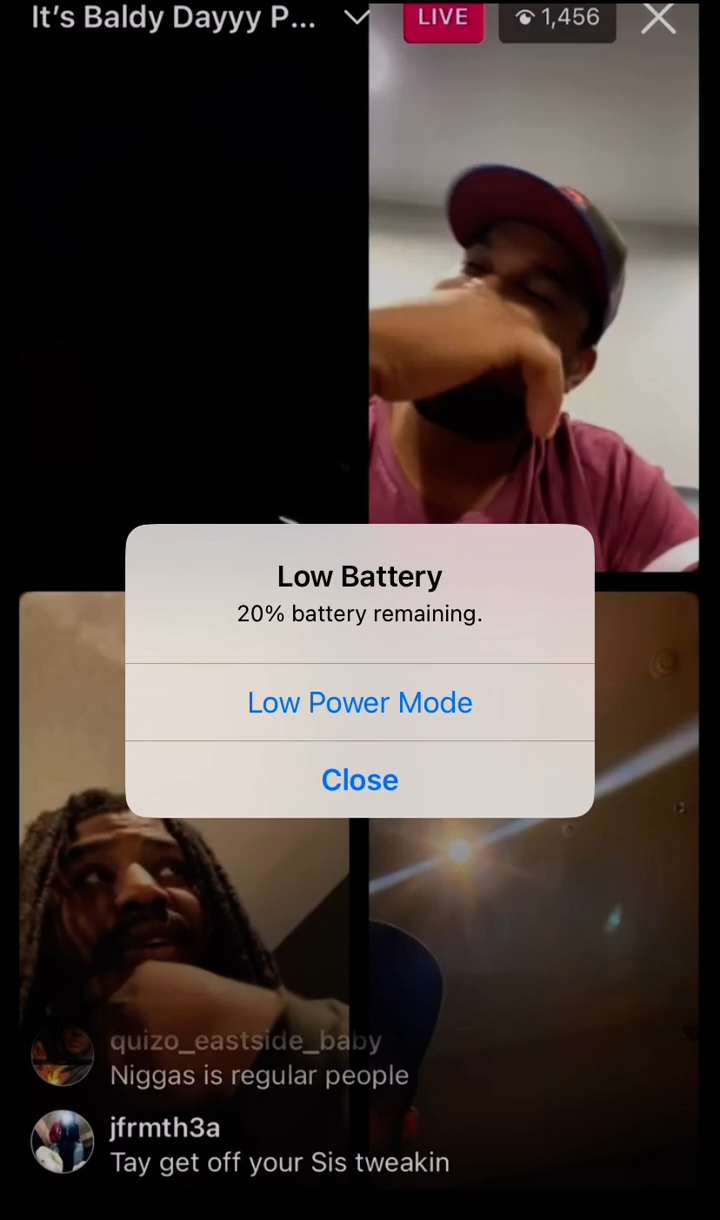 It's Baldy Dayyy P...
LIVE
1,456
Low Battery
20% battery remaining.
Low Power Mode
Close
quizo_eastside_baby
Niggas is regular people
jfrmth3a
Tay get off your Sis tweakin